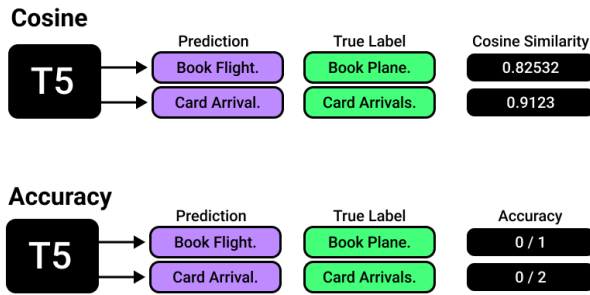 Cosine
Prediction True Label Cosine Similarity
T5 Book Flight. Book Plane. 0.82532
Card Arrival. Card Arrivals. 0.9123
Accuracy
Prediction True Label Accuracy
T5 Book Flight. Book Plane. 0 / 1
Card Arrival. Card Arrivals. 0 / 2